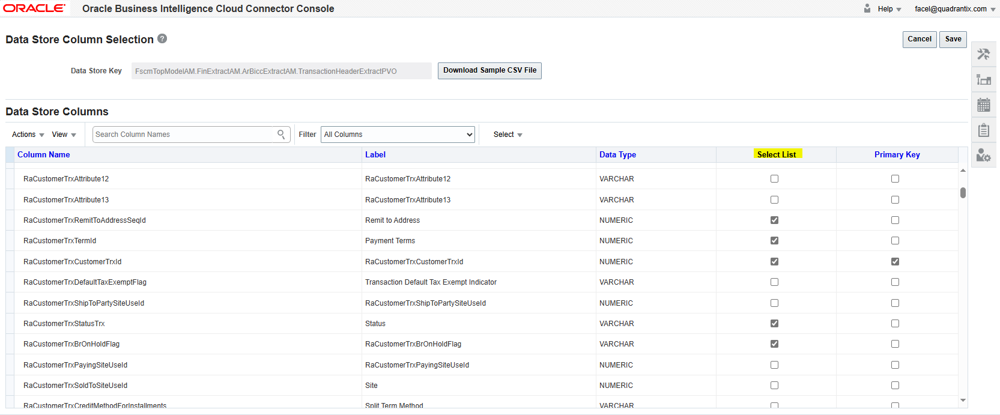 ORACLE® Oracle Business Intelligence Cloud Connector Console Help facel@quadrantix.com
Data Store Column Selection ? Cancel Save
Data Store Key FscmTopModelAM.FinExtractAM.ArBiccExtractAM.TransactionHeaderExtractPVO Download Sample CSV File
Data Store Columns
Actions View Search Column Names Filter All Columns Select
Column Name Label Data Type Select List Primary Key
RaCustomerTrxAttribute12 RaCustomerTrxAttribute12 VARCHAR
RaCustomerTrxAttribute13 RaCustomerTrxAttribute13 VARCHAR
RaCustomerTrxRemitToAddressSeqId Remit to Address NUMERIC
RaCustomerTrxTermId Payment Terms NUMERIC
RaCustomerTrxCustomerTrxId RaCustomerTrxCustomerTrxId NUMERIC
RaCustomerTrxDefaultTaxExemptFlag Transaction Default Tax Exempt Indicator VARCHAR
RaCustomerTrxShipToPartySiteUseId RaCustomerTrxShipToPartySiteUseId NUMERIC
RaCustomerTrxStatusTrx Status VARCHAR
RaCustomerTrxBrOnHoldFlag RaCustomerTrxBrOnHoldFlag VARCHAR
RaCustomerTrxPayingSiteUseId RaCustomerTrxPayingSiteUseId NUMERIC
RaCustomerTrxSoldToSiteUseId Site NUMERIC
RaCustomerTrxCreditMethodForInstallments Split Term Method VARCHAR